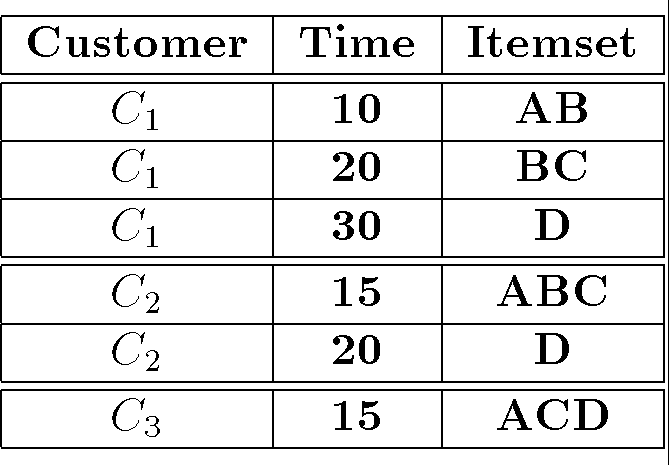 Customer Time Itemset
C1 10 AB
C1 20 BC
C1 30 D
C2 15 ABC
C2 20 D
C3 15 ACD